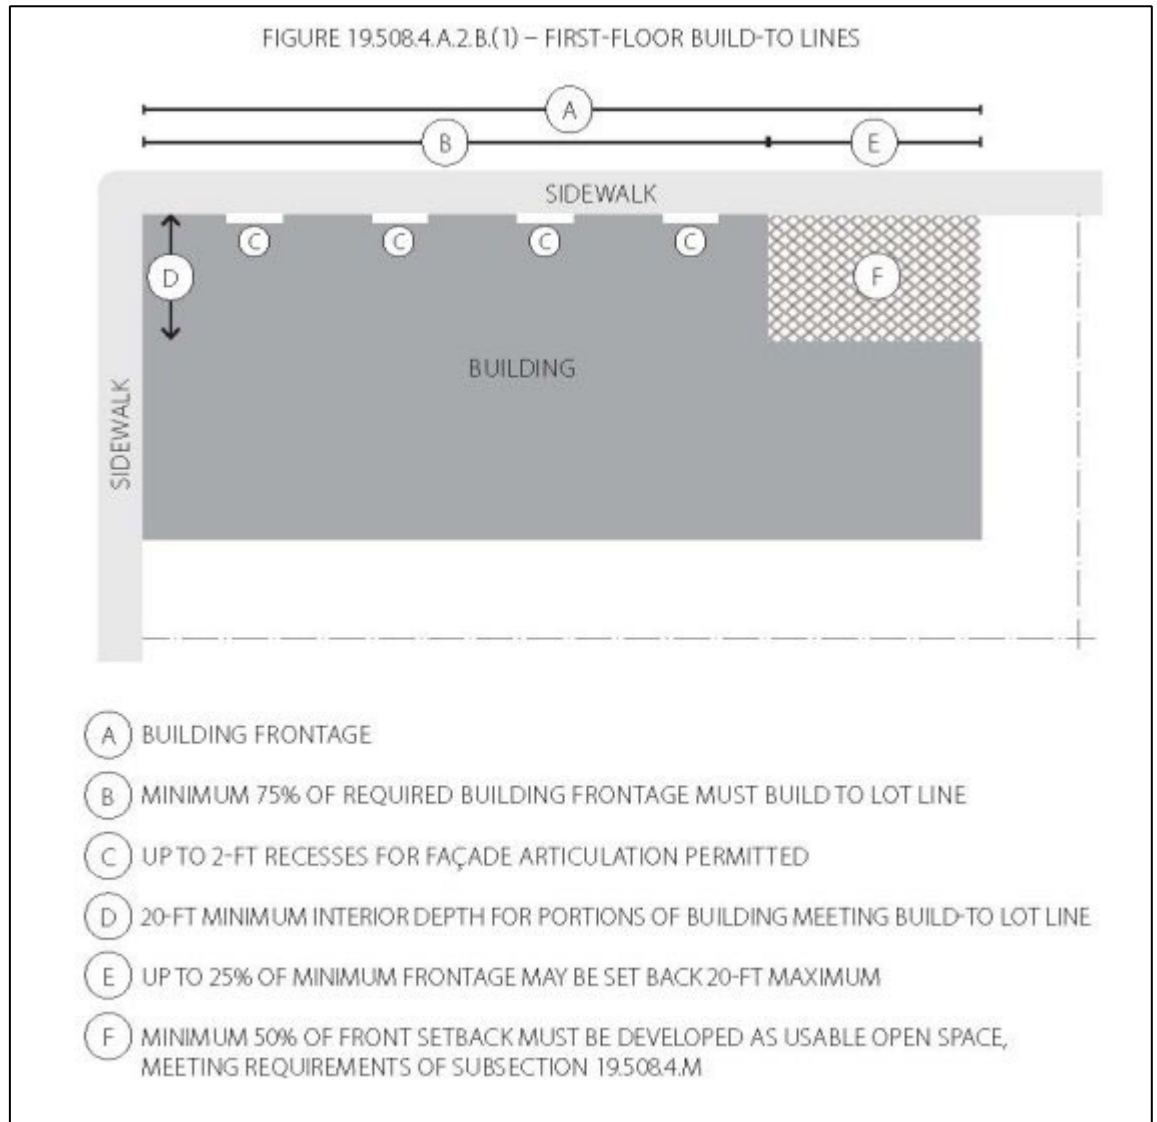 FIGURE 19.508.4.A.2.B.(1) – FIRST-FLOOR BUILD-TO LINES
A
B
E
SIDEWALK
C
C
C
C
D
F
BUILDING
SIDEWALK
A BUILDING FRONTAGE
B MINIMUM 75% OF REQUIRED BUILDING FRONTAGE MUST BUILD TO LOT LINE
C UP TO 2-FT RECESSES FOR FAÇADE ARTICULATION PERMITTED
D 20-FT MINIMUM INTERIOR DEPTH FOR PORTIONS OF BUILDING MEETING BUILD-TO LOT LINE
E UP TO 25% OF MINIMUM FRONTAGE MAY BE SET BACK 20-FT MAXIMUM
F MINIMUM 50% OF FRONT SETBACK MUST BE DEVELOPED AS USABLE OPEN SPACE,
MEETING REQUIREMENTS OF SUBSECTION 19.508.4.M